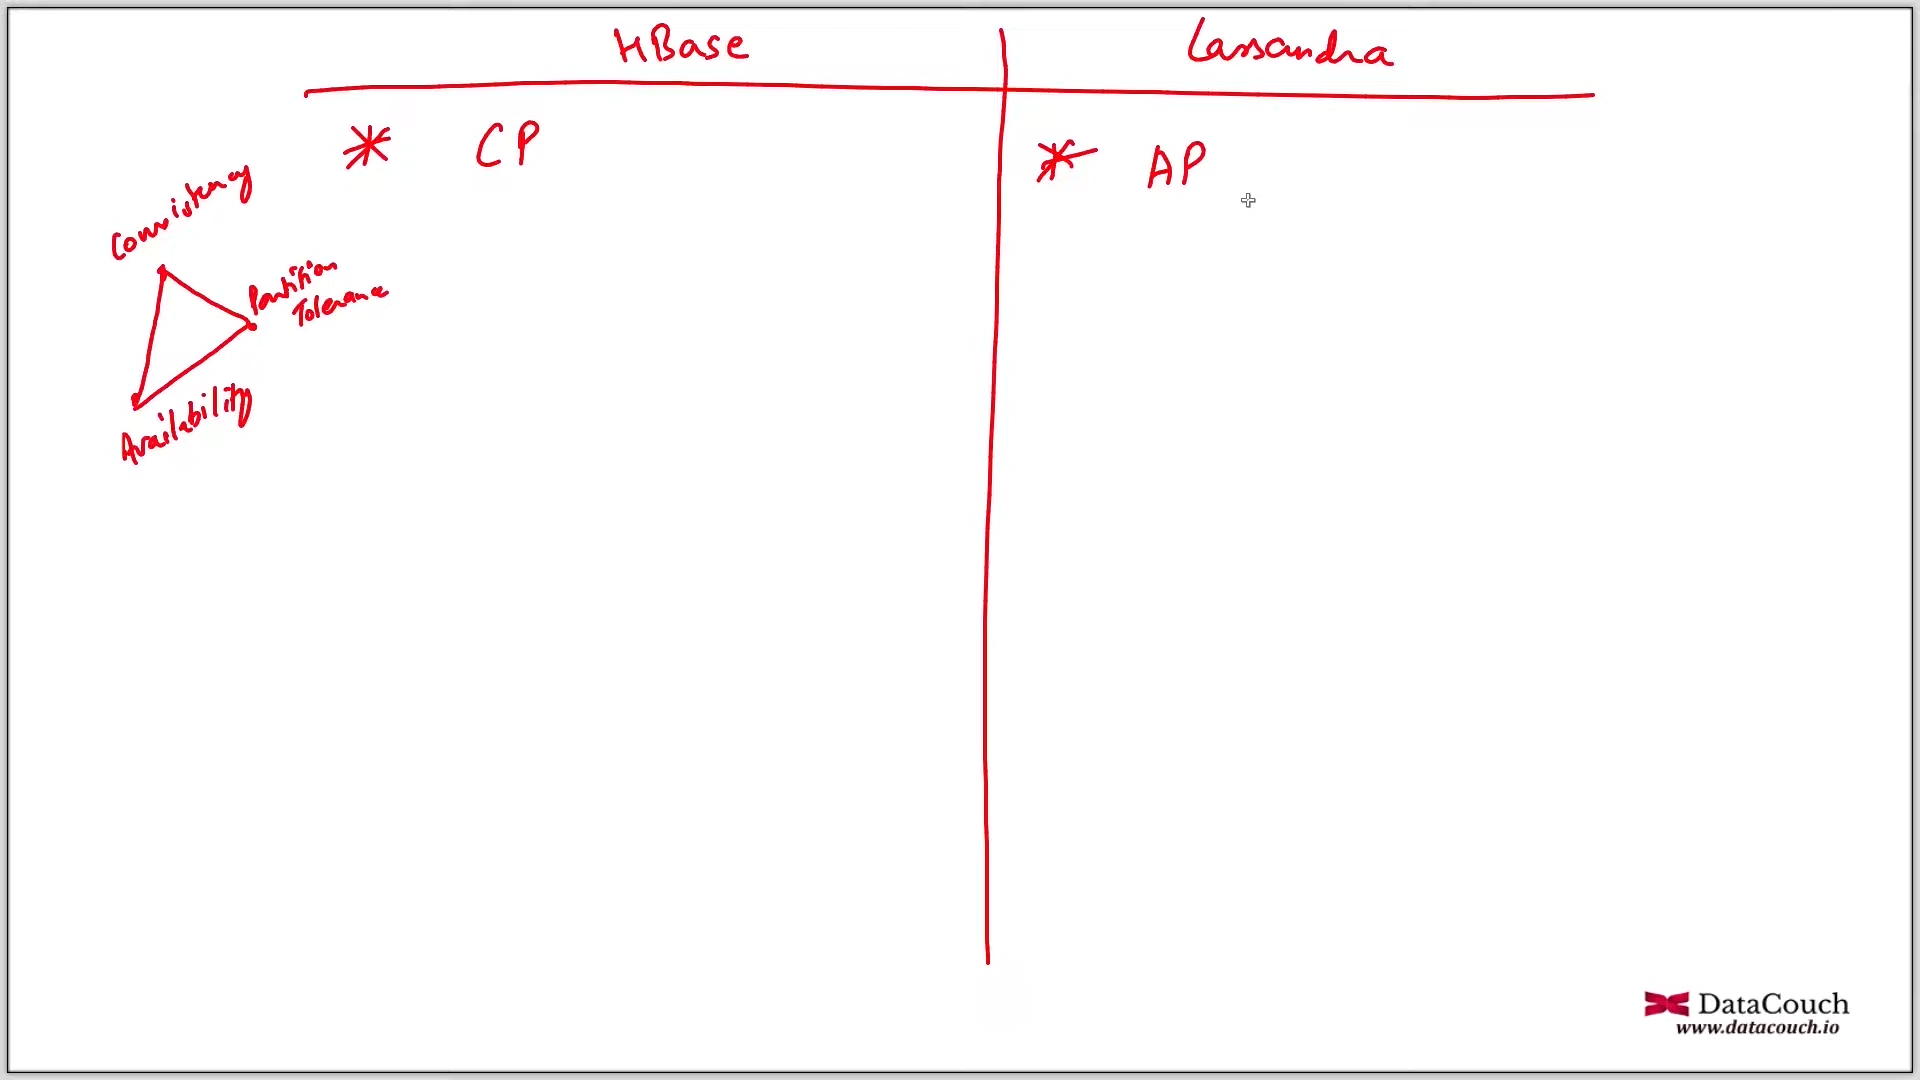 HBase
Cassandra
* CP
* AP
Consistency
Partition
Tolerance
Availability
DataCouch
www.datacouch.io